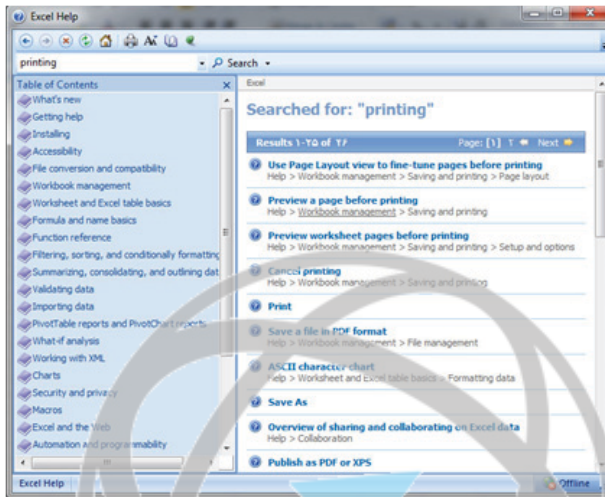 Excel Help
printing
Search
Table of Contents
What's new
Getting help
Installing
Accessibility
File conversion and compatibility
Workbook management
Worksheet and Excel table basics
Formula and name basics
Function reference
Filtering, sorting, and conditionally formatting
Summarizing, consolidating, and outlining dat
Validating data
Importing data
PivotTable reports and PivotChart reports
What-if analysis
Working with XML
Charts
Security and privacy
Macros
Excel and the Web
Automation and programmability
Excel
Searched for: "printing"
Results ۱-۲۵ of ۲۶ Page: [۱] ۲ Next
Use Page Layout view to fine-tune pages before printing
Help > Workbook management > Saving and printing > Page layout
Preview a page before printing
Help > Workbook management > Saving and printing
Preview worksheet pages before printing
Help > Workbook management > Saving and printing > Setup and options
Cancel printing
Help > Workbook management > Saving and printing
Print
Save a file in PDF format
Help > Workbook management > File management
ASCII character chart
Help > Worksheet and Excel table basics > Formatting data
Save As
Overview of sharing and collaborating on Excel data
Help > Collaboration
Publish as PDF or XPS
Excel Help
Offline